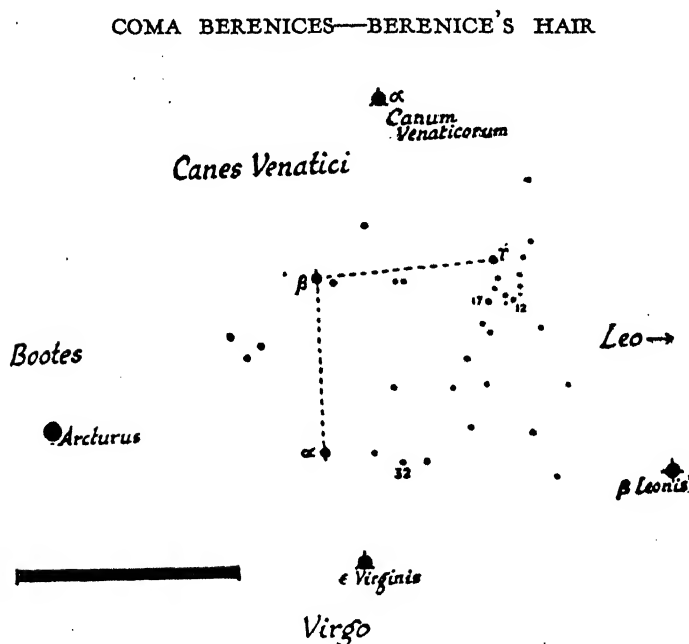 COMA BERENICES—BERENICE'S HAIR
α
Canum
Venaticorum
Canes Venatici
γ
β
17
12
Bootes
Leo→
Arcturus
α
32
β Leonis
ε Virginis
Virgo